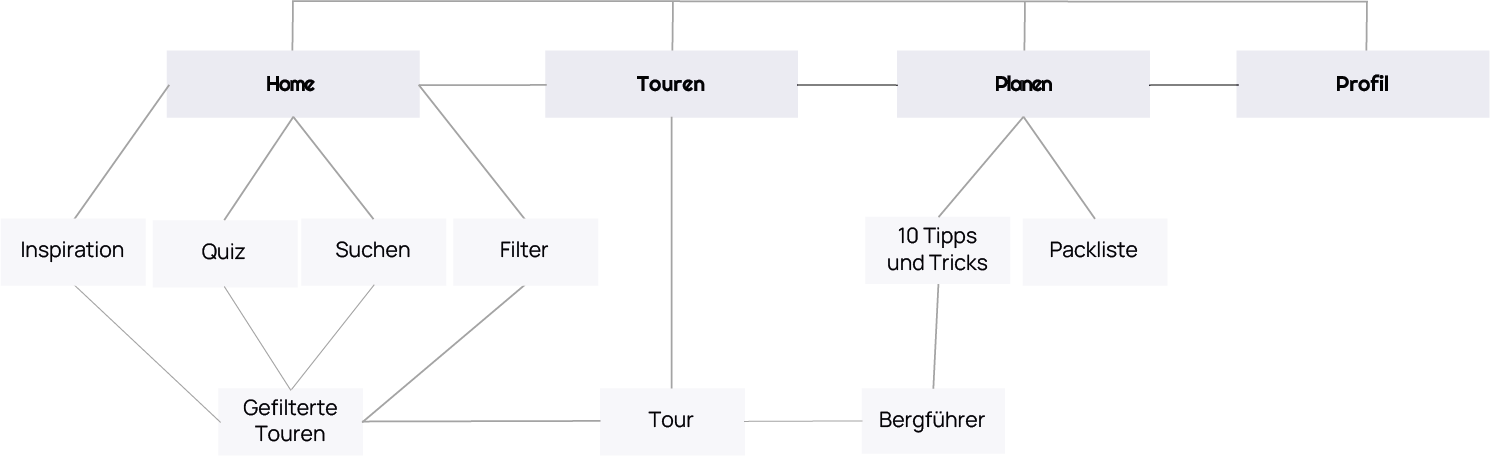 Home
Touren
Planen
Profil
Inspiration
Quiz
Suchen
Filter
10 Tipps
und Tricks
Packliste
Gefilterte
Touren
Tour
Bergführer